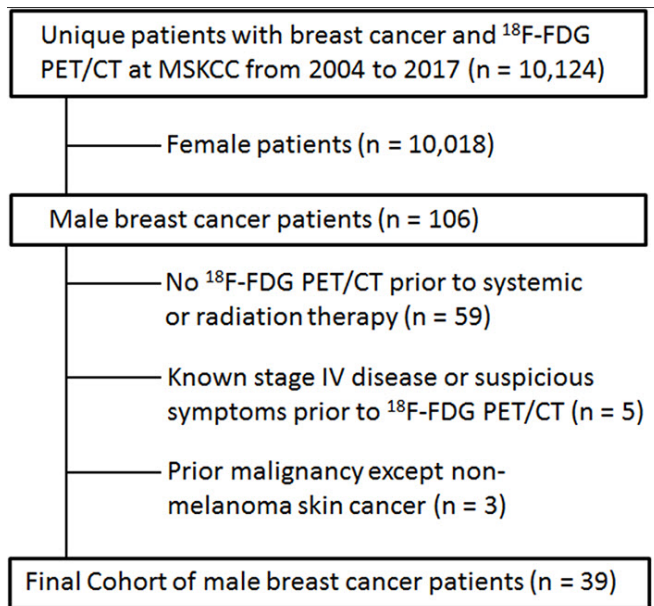 Unique patients with breast cancer and ¹⁸F-FDG
PET/CT at MSKCC from 2004 to 2017 (n = 10,124)
Female patients (n = 10,018)
Male breast cancer patients (n = 106)
No ¹⁸F-FDG PET/CT prior to systemic
or radiation therapy (n = 59)
Known stage IV disease or suspicious
symptoms prior to ¹⁸F-FDG PET/CT (n = 5)
Prior malignancy except non-
melanoma skin cancer (n = 3)
Final Cohort of male breast cancer patients (n = 39)